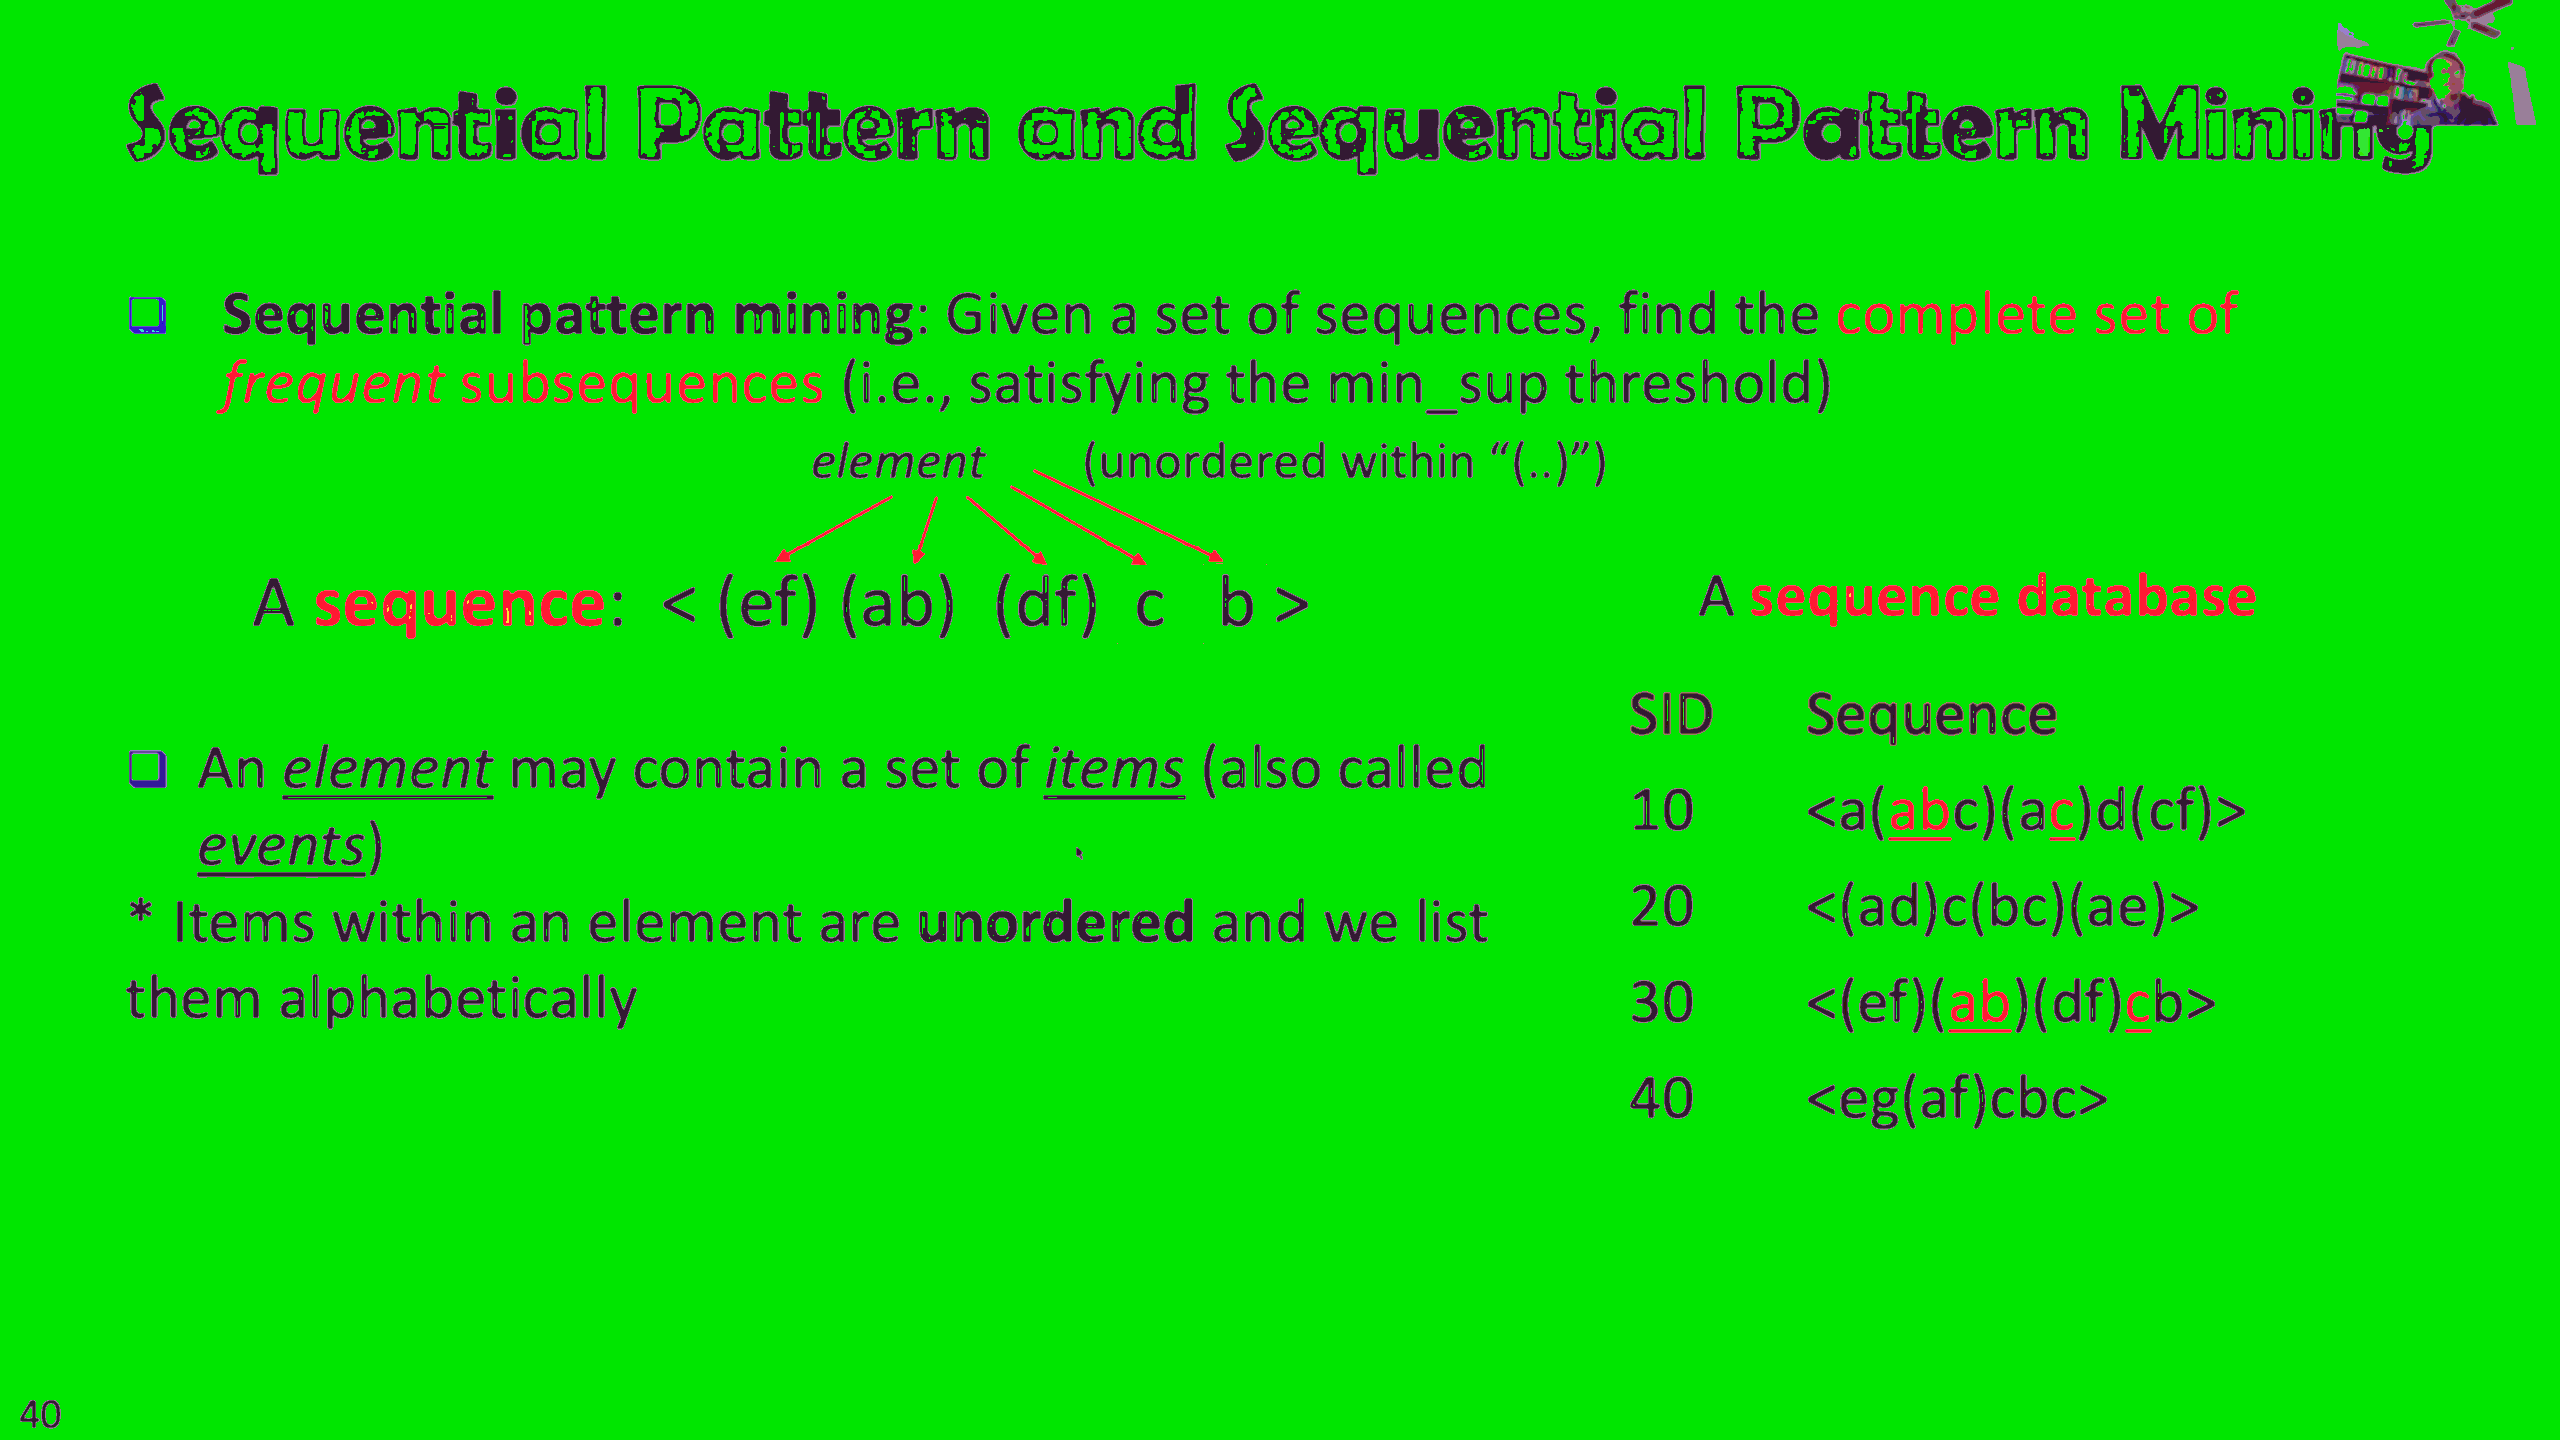 Sequential Pattern and Sequential Pattern Mining
❑ Sequential pattern mining: Given a set of sequences, find the complete set of
frequent subsequences (i.e., satisfying the min_sup threshold)
element (unordered within “(..)”)
A sequence: < (ef) (ab) (df) c b >
❑ An element may contain a set of items (also called
events)
* Items within an element are unordered and we list
them alphabetically
A sequence database
SID Sequence
10 <a(abc)(ac)d(cf)>
20 <(ad)c(bc)(ae)>
30 <(ef)(ab)(df)cb>
40 <eg(af)cbc>
40